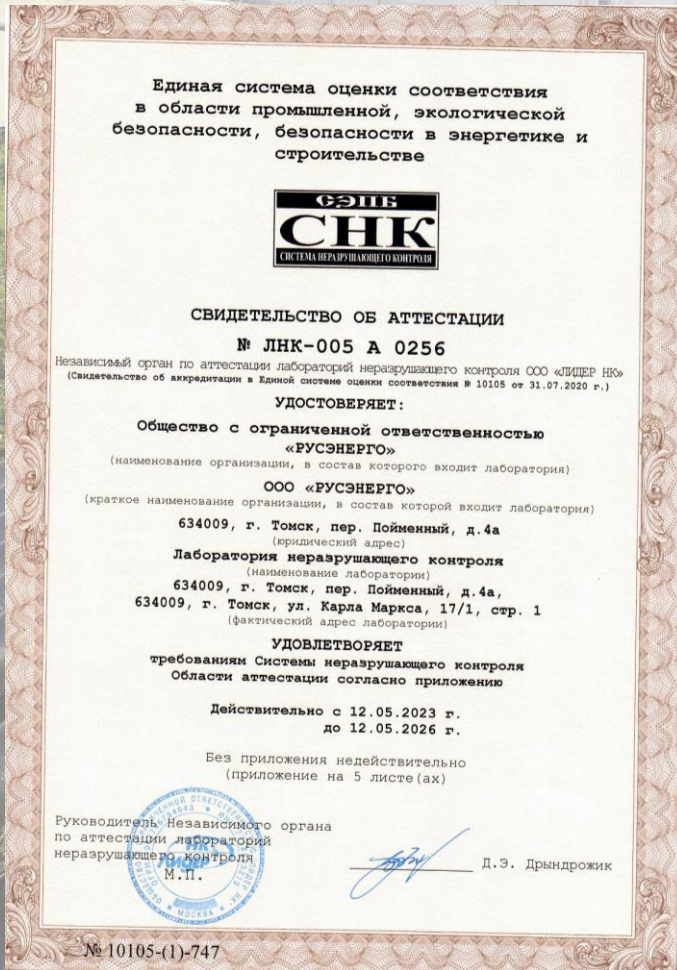 Единая система оценки соответствия
в области промышленной, экологической
безопасности, безопасности в энергетике и
строительстве
СЭПБ
СНК
СИСТЕМА НЕРАЗРУШАЮЩЕГО КОНТРОЛЯ
СВИДЕТЕЛЬСТВО ОБ АТТЕСТАЦИИ
№ ЛНК-005 А 0256
Независимый орган по аттестации лабораторий неразрушающего контроля ООО «ЛИДЕР НК»
(Свидетельство об аккредитации в Единой системе оценки соответствия № 10105 от 31.07.2020 г.)
УДОСТОВЕРЯЕТ:
Общество с ограниченной ответственностью
«РУСЭНЕРГО»
(наименование организации, в состав которого входит лаборатория)
ООО «РУСЭНЕРГО»
(краткое наименование организации, в состав которой входит лаборатория)
634009, г. Томск, пер. Пойменный, д.4а
(юридический адрес)
Лаборатория неразрушающего контроля
(наименование лаборатории)
634009, г. Томск, пер. Пойменный, д.4а,
634009, г. Томск, ул. Карла Маркса, 17/1, стр. 1
(фактический адрес лаборатории)
УДОВЛЕТВОРЯЕТ
требованиям Системы неразрушающего контроля
Области аттестации согласно приложению
Действительно с 12.05.2023 г.
до 12.05.2026 г.
Без приложения недействительно
(приложение на 5 листе(ах)
Руководитель Независимого органа
по аттестации лабораторий
неразрушающего контроля
М.П.
Д.Э. Дрындрожик
НК
ЛИДЕР
МОСКВА
№ 10105-(1)-747